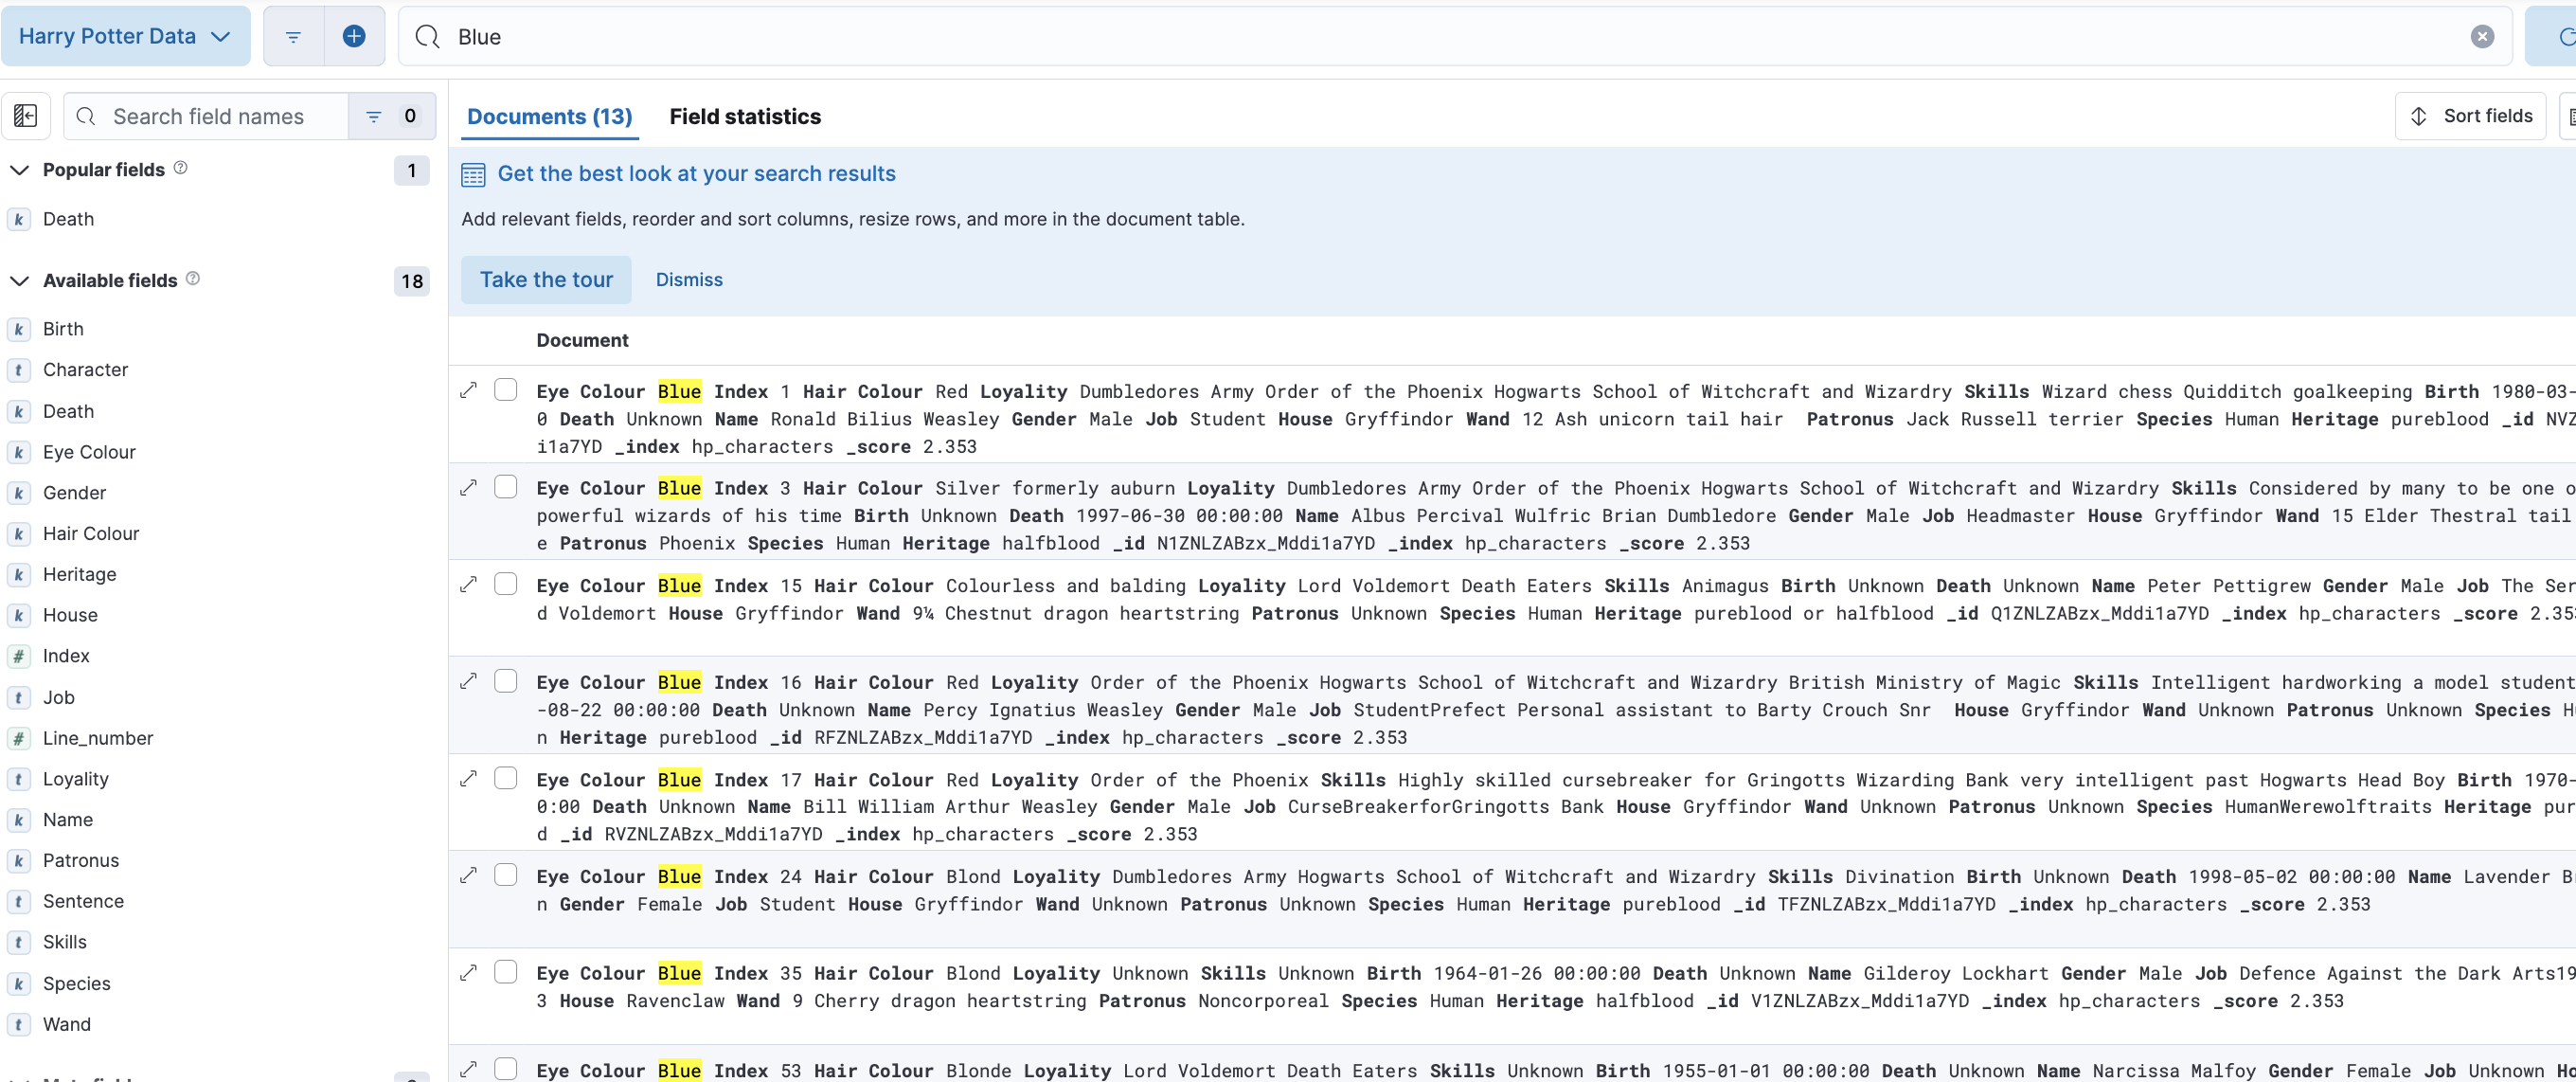 Harry Potter Data
Blue
Search field names
0
Popular fields
1
Death
Available fields
18
Birth
Character
Death
Eye Colour
Gender
Hair Colour
Heritage
House
Index
Job
Line_number
Loyality
Name
Patronus
Sentence
Skills
Species
Wand
Documents (13)
Field statistics
Sort fields
Get the best look at your search results
Add relevant fields, reorder and sort columns, resize rows, and more in the document table.
Take the tour
Dismiss
Document
Eye Colour Blue Index 1 Hair Colour Red Loyality Dumbledores Army Order of the Phoenix Hogwarts School of Witchcraft and Wizardry Skills Wizard chess Quidditch goalkeeping Birth 1980-03-
0 Death Unknown Name Ronald Bilius Weasley Gender Male Job Student House Gryffindor Wand 12 Ash unicorn tail hair Patronus Jack Russell terrier Species Human Heritage pureblood _id NVZ
i1a7YD _index hp_characters _score 2.353
Eye Colour Blue Index 3 Hair Colour Silver formerly auburn Loyality Dumbledores Army Order of the Phoenix Hogwarts School of Witchcraft and Wizardry Skills Considered by many to be one o
powerful wizards of his time Birth Unknown Death 1997-06-30 00:00:00 Name Albus Percival Wulfric Brian Dumbledore Gender Male Job Headmaster House Gryffindor Wand 15 Elder Thestral tail
e Patronus Phoenix Species Human Heritage halfblood _id N1ZNLZABzx_Mddi1a7YD _index hp_characters _score 2.353
Eye Colour Blue Index 15 Hair Colour Colourless and balding Loyality Lord Voldemort Death Eaters Skills Animagus Birth Unknown Death Unknown Name Peter Pettigrew Gender Male Job The Ser
d Voldemort House Gryffindor Wand 9¼ Chestnut dragon heartstring Patronus Unknown Species Human Heritage pureblood or halfblood _id Q1ZNLZABzx_Mddi1a7YD _index hp_characters _score 2.35
Eye Colour Blue Index 16 Hair Colour Red Loyality Order of the Phoenix Hogwarts School of Witchcraft and Wizardry British Ministry of Magic Skills Intelligent hardworking a model student
-08-22 00:00:00 Death Unknown Name Percy Ignatius Weasley Gender Male Job StudentPrefect Personal assistant to Barty Crouch Snr House Gryffindor Wand Unknown Patronus Unknown Species H
n Heritage pureblood _id RFZNLZABzx_Mddi1a7YD _index hp_characters _score 2.353
Eye Colour Blue Index 17 Hair Colour Red Loyality Order of the Phoenix Skills Highly skilled cursebreaker for Gringotts Wizarding Bank very intelligent past Hogwarts Head Boy Birth 1970-
0:00 Death Unknown Name Bill William Arthur Weasley Gender Male Job CurseBreakerforGringotts Bank House Gryffindor Wand Unknown Patronus Unknown Species HumanWerewolftraits Heritage pur
d _id RVZNLZABzx_Mddi1a7YD _index hp_characters _score 2.353
Eye Colour Blue Index 24 Hair Colour Blond Loyality Dumbledores Army Hogwarts School of Witchcraft and Wizardry Skills Divination Birth Unknown Death 1998-05-02 00:00:00 Name Lavender B
n Gender Female Job Student House Gryffindor Wand Unknown Patronus Unknown Species Human Heritage pureblood _id TFZNLZABzx_Mddi1a7YD _index hp_characters _score 2.353
Eye Colour Blue Index 35 Hair Colour Blond Loyality Unknown Skills Unknown Birth 1964-01-26 00:00:00 Death Unknown Name Gilderoy Lockhart Gender Male Job Defence Against the Dark Arts19
3 House Ravenclaw Wand 9 Cherry dragon heartstring Patronus Noncorporeal Species Human Heritage halfblood _id V1ZNLZABzx_Mddi1a7YD _index hp_characters _score 2.353
Eye Colour Blue Index 53 Hair Colour Blonde Loyality Lord Voldemort Death Eaters Skills Unknown Birth 1955-01-01 00:00:00 Death Unknown Name Narcissa Malfoy Gender Female Job Unknown Ho